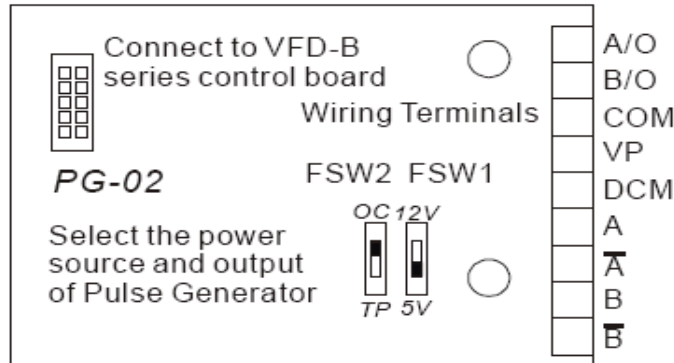 Connect to VFD-B
series control board
Wiring Terminals
PG-02
FSW2 FSW1
OC 12V
TP 5V
Select the power
source and output
of Pulse Generator
A/O
B/O
COM
VP
DCM
A
A̅
B
B̅